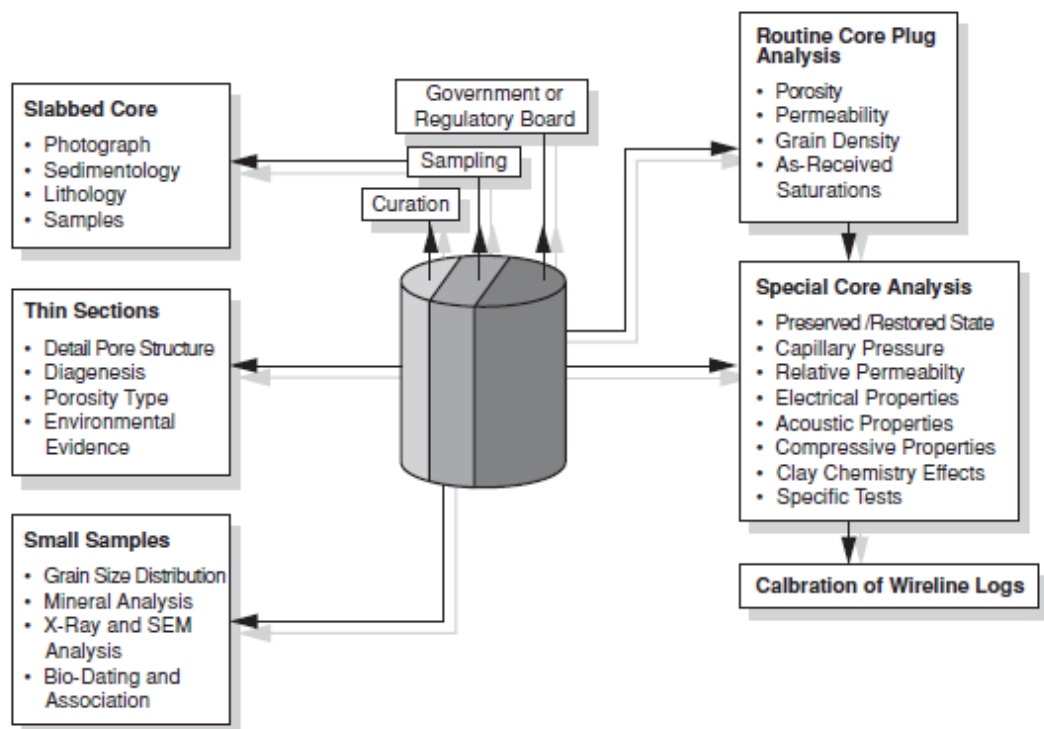 Slabbed Core
• Photograph
• Sedimentology
• Lithology
• Samples
Thin Sections
• Detail Pore Structure
• Diagenesis
• Porosity Type
• Environmental
Evidence
Small Samples
• Grain Size Distribution
• Mineral Analysis
• X-Ray and SEM
Analysis
• Bio-Dating and
Association
Government or
Regulatory Board
Sampling
Curation
Routine Core Plug
Analysis
• Porosity
• Permeability
• Grain Density
• As-Received
Saturations
Special Core Analysis
• Preserved /Restored State
• Capillary Pressure
• Relative Permeabilty
• Electrical Properties
• Acoustic Properties
• Compressive Properties
• Clay Chemistry Effects
• Specific Tests
Calbration of Wireline Logs